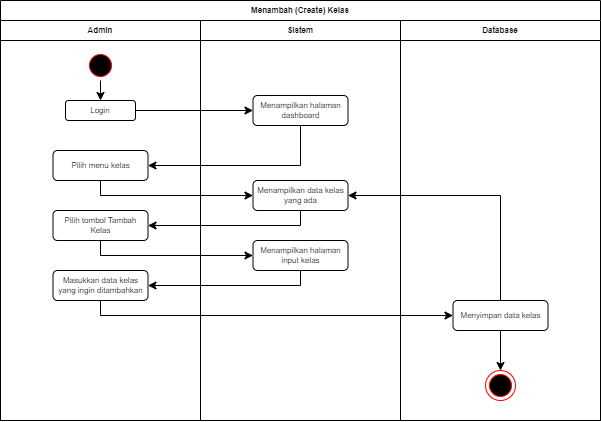 Menambah (Create) Kelas
Admin
Sistem
Database
Login
Menampilkan halaman
dashboard
Pilih menu kelas
Menampilkan data kelas
yang ada
Pilih tombol Tambah
Kelas
Menampilkan halaman
input kelas
Masukkan data kelas
yang ingin ditambahkan
Menyimpan data kelas